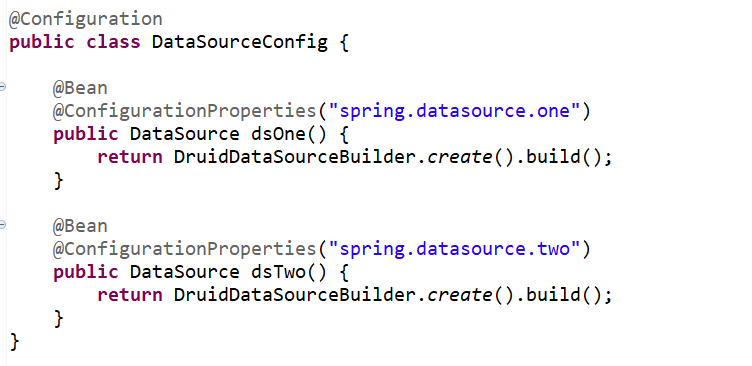 @Configuration
public class DataSourceConfig {
@Bean
@ConfigurationProperties("spring.datasource.one")
public DataSource dsOne() {
return DruidDataSourceBuilder.create().build();
}
@Bean
@ConfigurationProperties("spring.datasource.two")
public DataSource dsTwo() {
return DruidDataSourceBuilder.create().build();
}
}